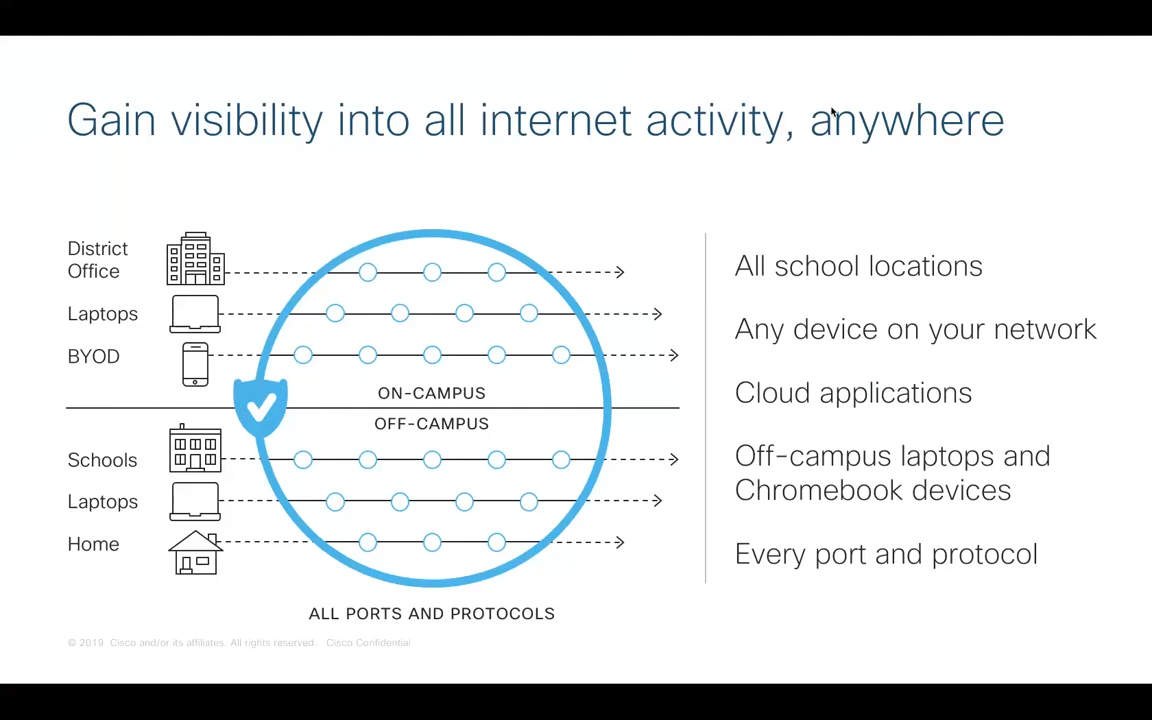 Gain visibility into all internet activity, anywhere
District
Office
Laptops
BYOD
ON-CAMPUS
OFF-CAMPUS
Schools
Laptops
Home
ALL PORTS AND PROTOCOLS
All school locations
Any device on your network
Cloud applications
Off-campus laptops and
Chromebook devices
Every port and protocol
© 2019 Cisco and/or its affiliates. All rights reserved. Cisco Confidential